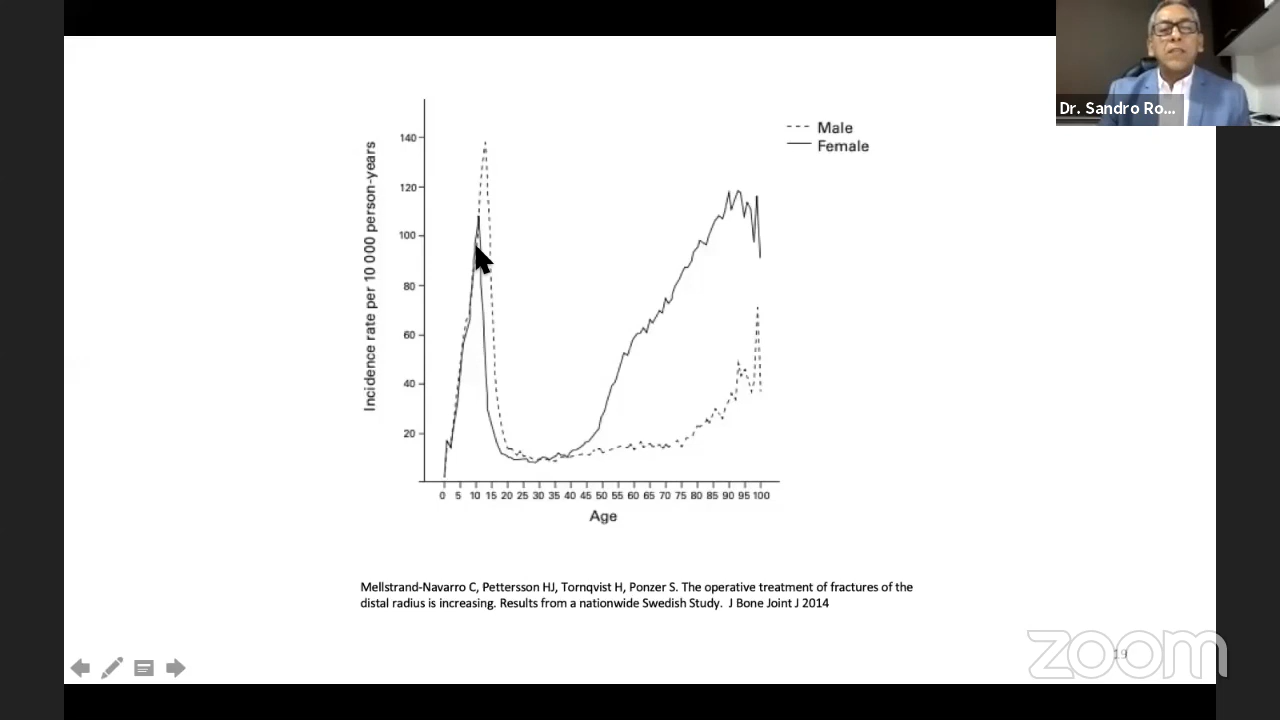 Dr. Sandro Ro...
Male
Female
Incidence rate per 10 000 person-years
140
120
100
80
60
40
20
0 5 10 15 20 25 30 35 40 45 50 55 60 65 70 75 80 85 90 95 100
Age
Mellstrand-Navarro C, Pettersson HJ, Tornqvist H, Ponzer S. The operative treatment of fractures of the
distal radius is increasing. Results from a nationwide Swedish Study. J Bone Joint J 2014
zoom
19